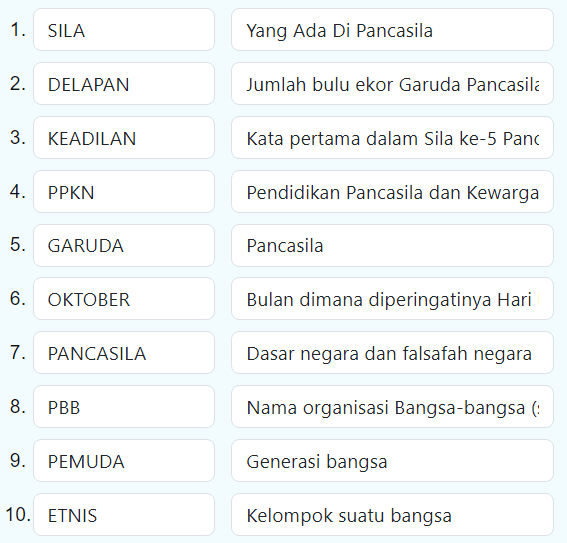 1. SILA Yang Ada Di Pancasila
2. DELAPAN Jumlah bulu ekor Garuda Pancasila
3. KEADILAN Kata pertama dalam Sila ke-5 Panc
4. PPKN Pendidikan Pancasila dan Kewarga
5. GARUDA Pancasila
6. OKTOBER Bulan dimana diperingatinya Hari
7. PANCASILA Dasar negara dan falsafah negara
8. PBB Nama organisasi Bangsa-bangsa (
9. PEMUDA Generasi bangsa
10. ETNIS Kelompok suatu bangsa